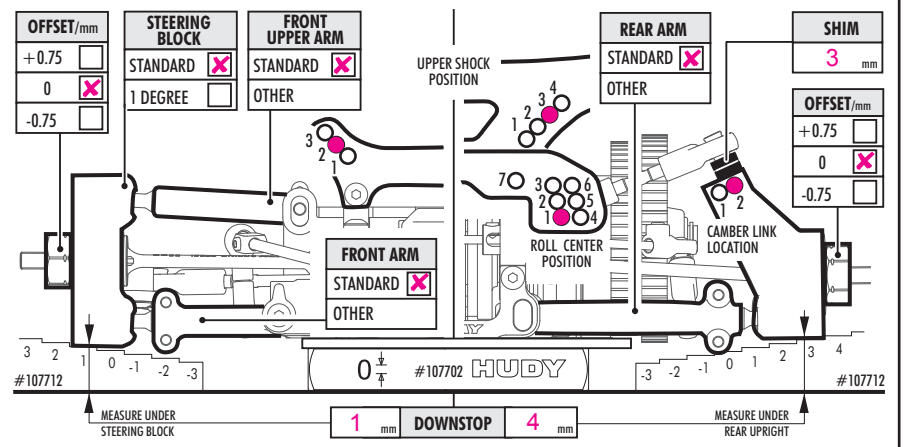 OFFSET/mm
+0.75
0
-0.75
STEERING
BLOCK
STANDARD
1 DEGREE
FRONT
UPPER ARM
STANDARD
OTHER
UPPER SHOCK
POSITION
REAR ARM
STANDARD
OTHER
SHIM
3 mm
OFFSET/mm
+0.75
0
-0.75
3
2
1
4
3
2
1
7
3
2
1
6
5
4
ROLL CENTER
POSITION
1
2
CAMBER LINK
LOCATION
FRONT ARM
STANDARD
OTHER
3 2 1 0 -1 -2 -3
#107712
0
#107702 HUDY
-3 -2 -1 0 1 2 3 4
#107712
MEASURE UNDER
STEERING BLOCK
1 mm DOWNSTOP 4 mm
MEASURE UNDER
REAR UPRIGHT